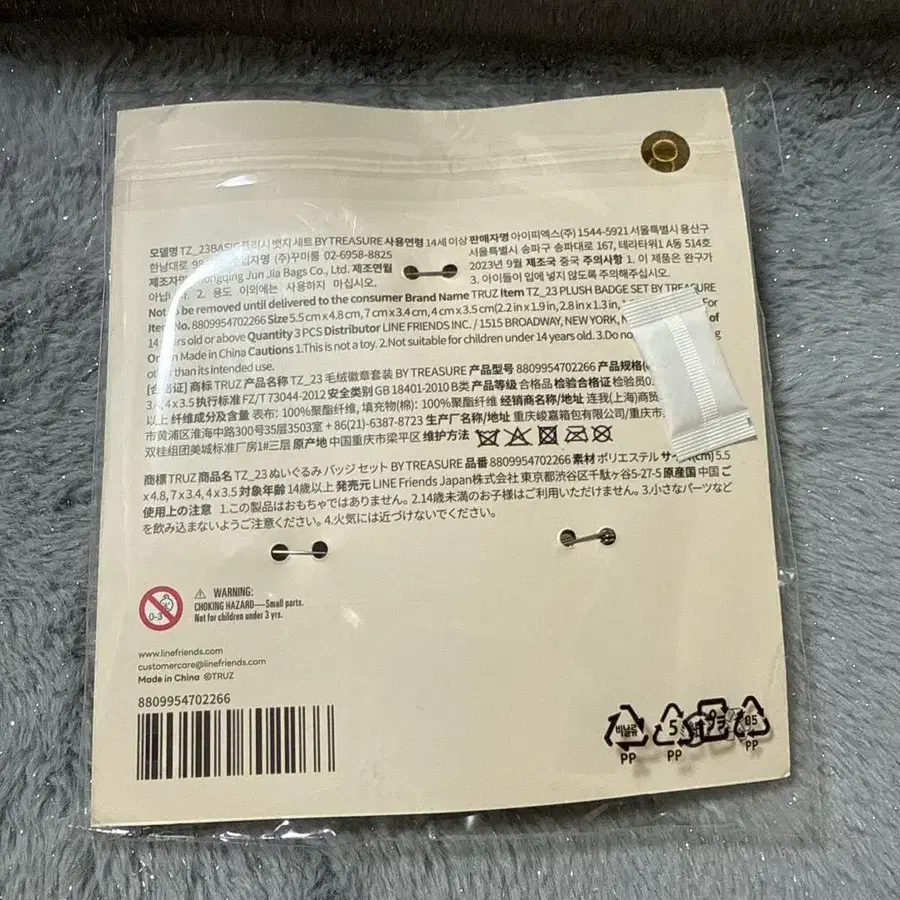 모델명 TZ_23BASIC 플러시 뱃지 세트 BY TREASURE 사용연령 14세 이상 판매자명 아이피엑스(주) 1544-5921 서울특별시 용산구
한남대로 98 자명 (주)꾸미룸 02-6958-8825 서울특별시 송파구 송파대로 167, 테라타워1 A동 514호
제조자명 Chongqing Jun Jia Bags Co., Ltd. 제조연월 2023년 9월 제조국 중국 주의사항 1. 이 제품은 완구가
아닙니다. 2. 용도 이외에는 사용하지 마십시오. 3. 아이들이 입에 넣지 않도록 주의해주십시오.
Not to be removed until delivered to the consumer Brand Name TRUZ Item TZ_23 PLUSH BADGE SET BY TREASURE
Item No. 8809954702266 Size 5.5 cm x 4.8 cm, 7 cm x 3.4 cm, 4 cm x 3.5 cm(2.2 in x 1.9 in, 2.8 in x 1.3 in, For
14 years old or above Quantity 3 PCS Distributor LINE FRIENDS INC. / 1515 BROADWAY, NEW YORK, of
Origin Made in China Cautions 1.This is not a toy. 2.Not suitable for children under 14 years old. 3.Do
other than its intended use.
[合格证] 商标 TRUZ 产品名称 TZ_23 毛绒徽章套装 BY TREASURE 产品型号 8809954702266 产品规格
3.4, 4 x 3.5 执行标准 FZ/T 73044-2012 安全类别 GB 18401-2010 B类 产品等级 合格品 检验合格证 检验员0
以上 纤维成分及含量 表布: 100%聚酯纤维, 填充物(棉): 100%聚酯纤维 经销商名称/地址 连我(上海)商贸
市黄浦区淮海中路300号35层3503室 +86(21)-6387-8723 生产厂名称/地址 重庆峻嘉箱包有限公司/重庆市
双桂组团美城标准厂房1#三层 原产地 中国重庆市梁平区 维护方法
商標 TRUZ 商品名 TZ_23 ぬいぐるみ バッジ セット BY TREASURE 品番 8809954702266 素材 ポリエステル サイズ(cm) 5.5
x 4.8, 7 x 3.4, 4 x 3.5 対象年齢 14歳以上 発売元 LINE Friends Japan株式会社 東京都渋谷区千駄ヶ谷5-27-5 原産国 中国
使用上の注意 1.この製品はおもちゃではありません。2.14歳未満のお子様はご利用いただけません。3.小さなパーツなど
を飲み込まないようご注意ください。4.火気には近づけないでください。
0-3
WARNING:
CHOKING HAZARD—Small parts.
Not for children under 3 yrs.
www.linefriends.com
customercare@linefriends.com
Made in China ©TRUZ
8809954702266
비닐류 5 プラ 05
PP PP PP